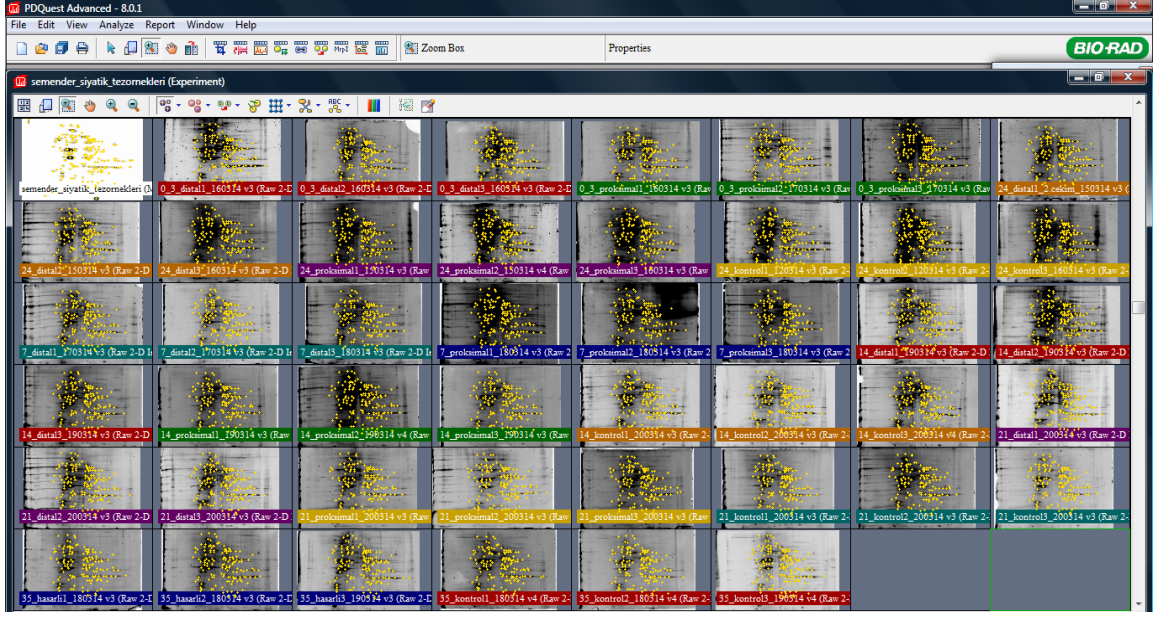 PDQuest Advanced - 8.0.1
File Edit View Analyze Report Window Help
Zoom Box
Properties
BIO-RAD
semender_siyatik_tezornekleri (Experiment)
semender_siyatik_tezornekleri (N
0_3_distal1_160314 v3 (Raw 2-D
0_3_distal2_160314 v3 (Raw 2-D
0_3_distal3_160514 v3 (Raw 2-D
0_3_proksimal1_160314 v3 (Raw
0_3_proksimal2_170314 v3 (Raw
0_3_proksimal3_170314 v3 (Raw
24_distal1_2.cekim_150314 v3 (
24_distal2_150314 v3 (Raw 2-D
24_distal3_160314 v3 (Raw 2-D
24_proksimal1_150314 v3 (Raw
24_proksimal2_150314 v4 (Raw
24_proksimal3_160314 v3 (Raw
24_kontrol1_120314 v3 (Raw 2-
24_kontrol2_120314 v3 (Raw 2-
24_kontrol3_160314 v3 (Raw 2-
7_distal1_170314 v3 (Raw 2-D I
7_distal2_170314 v3 (Raw 2-D Ir
7_distal3_180314 v3 (Raw 2-D I
7_proksimal1_180314 v3 (Raw 2
7_proksimal2_180314 v3 (Raw 2
7_proksimal3_180314 v3 (Raw 2
14_distal1_190314 v3 (Raw 2-D
14_distal2_190314 v3 (Raw 2-D
14_distal3_190314 v3 (Raw 2-D
14_proksimal1_190314 v3 (Raw
14_proksimal2_190314 v4 (Raw
14_proksimal3_190314 v3 (Raw
14_kontrol1_200314 v3 (Raw 2-
14_kontrol2_200314 v3 (Raw 2-
14_kontrol3_200314 v4 (Raw 2-
21_distal1_200314 v3 (Raw 2-D
21_distal2_200314 v3 (Raw 2-D
21_distal3_200314 v3 (Raw 2-D
21_proksimal1_200314 v3 (Raw
21_proksimal2_200314 v3 (Raw
21_proksimal3_200314 v3 (Raw
21_kontrol1_200314 v3 (Raw 2-
21_kontrol2_200314 v3 (Raw 2-
21_kontrol3_200314 v3 (Raw 2-
35_hasarli1_180314 v3 (Raw 2-D
35_hasarli2_180314 v3 (Raw 2-D
35_hasarli3_190514 v3 (Raw 2-D
35_kontrol1_180314 v4 (Raw 2-
35_kontrol2_180314 v4 (Raw 2-
35_kontrol3_190514 v4 (Raw 2-